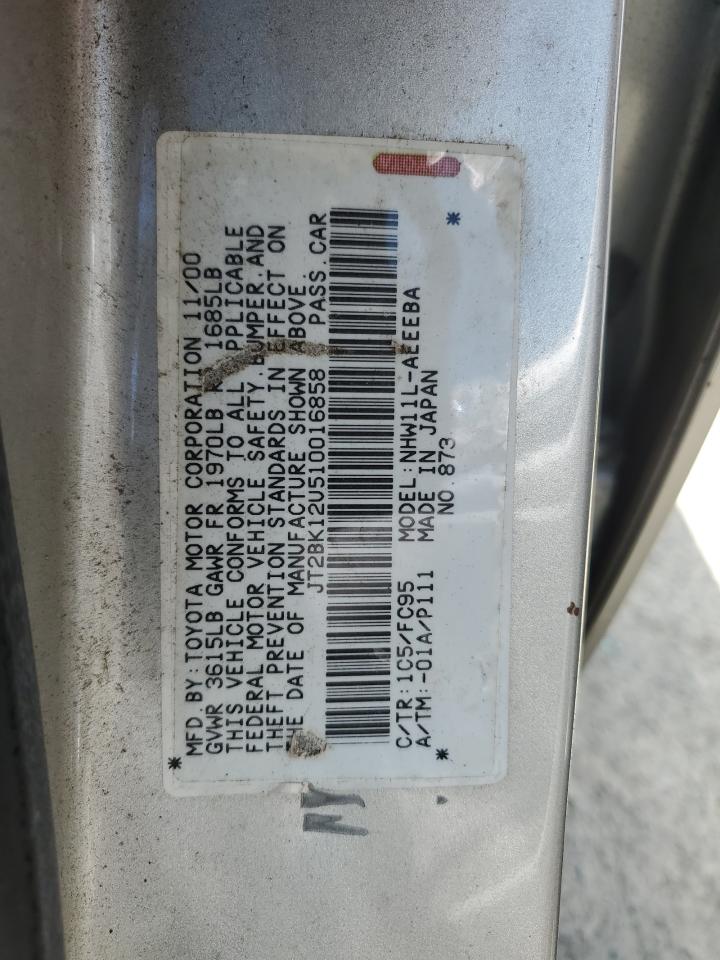 MFD.BY:TOYOTA MOTOR CORPORATION 11/00
GVWR 3615LB GAWR FR 1970LB R 1685LB
THIS VEHICLE CONFORMS TO ALL PPLICABLE
FEDERAL MOTOR VEHICLE SAFETY, BUMPER,AND
THEFT PREVENTION STANDARDS IN EFFECT ON
THE DATE OF MANUFACTURE SHOWN ABOVE.
JT2BK12U510016858 PASS.CAR
C/TR:1C5/FC95 MODEL:NHW11L-AEEEBA
A/TM:-01A/P111 MADE IN JAPAN
NO.873